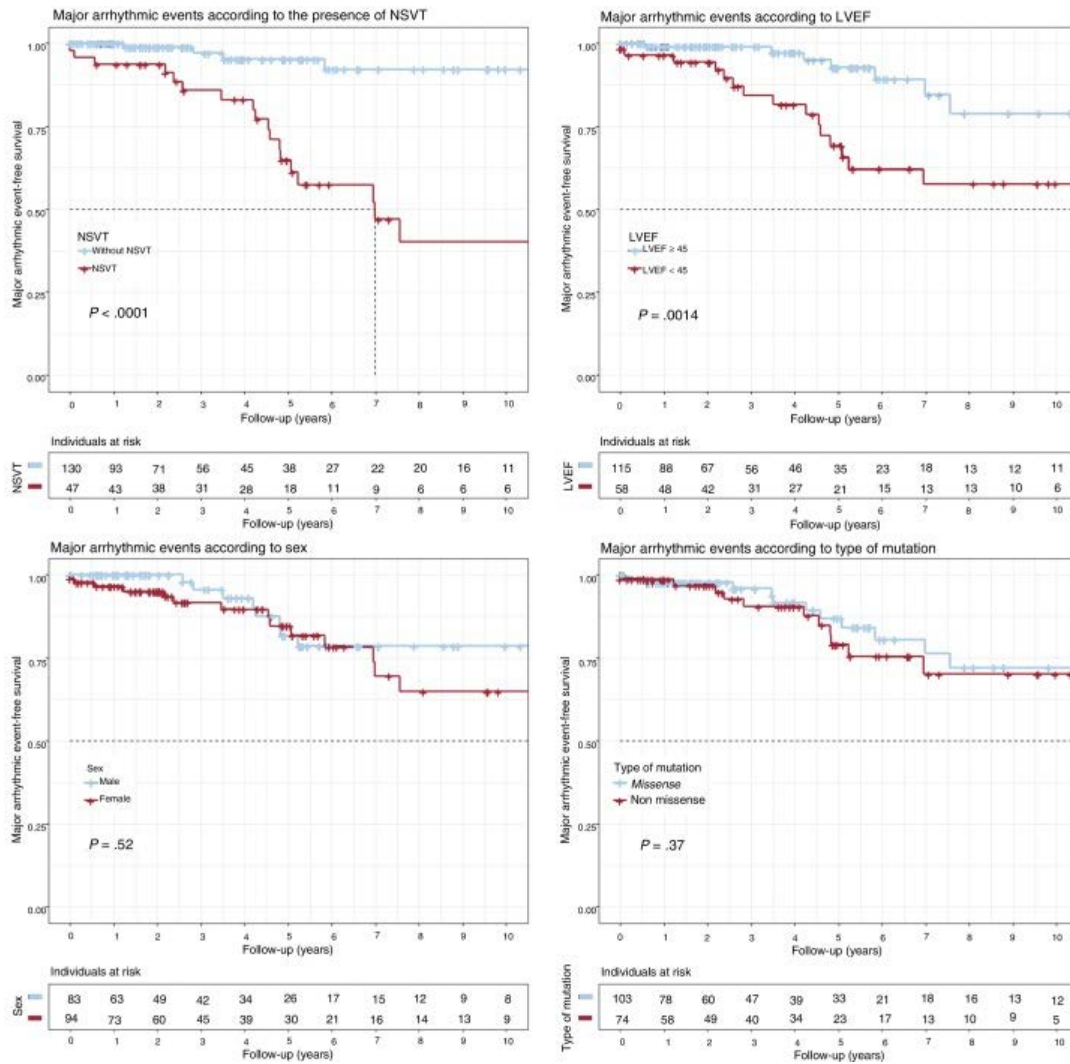 Major arrhythmic events according to the presence of NSVT
Major arrhythmic event-free survival
1.00
0.75
0.50
0.25
0.00
NSVT
Without NSVT
NSVT
P < .0001
0 1 2 3 4 5 6 7 8 9 10
Follow-up (years)
Individuals at risk
NSVT
130 93 71 56 45 38 27 22 20 16 11
47 43 38 31 28 18 11 9 6 6 6
0 1 2 3 4 5 6 7 8 9 10
Follow-up (years)
Major arrhythmic events according to LVEF
Major arrhythmic event-free survival
1.00
0.75
0.50
0.25
0.00
LVEF
LVEF ≥ 45
LVEF < 45
P = .0014
0 1 2 3 4 5 6 7 8 9 10
Follow-up (years)
Individuals at risk
LVEF
115 88 67 56 46 35 23 18 13 12 11
58 48 42 31 27 21 15 13 13 10 6
0 1 2 3 4 5 6 7 8 9 10
Follow-up (years)
Major arrhythmic events according to sex
Major arrhythmic event-free survival
1.00
0.75
0.50
0.25
0.00
Sex
Male
Female
P = .52
0 1 2 3 4 5 6 7 8 9 10
Follow-up (years)
Individuals at risk
Sex
83 63 49 42 34 26 17 15 12 9 8
94 73 60 45 39 30 21 16 14 13 9
0 1 2 3 4 5 6 7 8 9 10
Follow-up (years)
Major arrhythmic events according to type of mutation
Major arrhythmic event-free survival
1.00
0.75
0.50
0.25
0.00
Type of mutation
Missense
Non missense
P = .37
0 1 2 3 4 5 6 7 8 9 10
Follow-up (years)
Individuals at risk
Type of mutation
103 78 60 47 39 33 21 18 16 13 12
74 58 49 40 34 23 17 13 10 9 5
0 1 2 3 4 5 6 7 8 9 10
Follow-up (years)